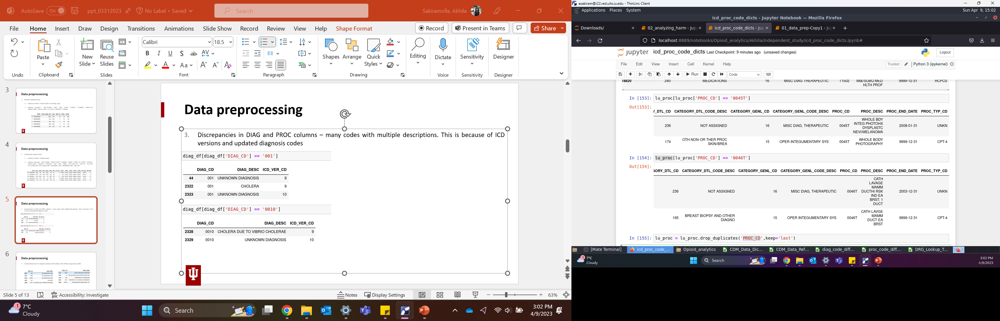 AutoSave On ppt_03312023 No Label • Saved
Search
Sakiramolla, Akhila
File Home Insert Draw Design Transitions Animations Slide Show Record Review View Help Shape Format
Record Present in Teams Share
Paste New Slide Reuse Slides
Calibri 18.5
Shapes Arrange Quick Styles Editing Dictate Sensitivity Designer
Undo Clipboard Slides Font Paragraph Drawing Voice Sensitivity Designer
3
Data preprocessing
4
Data preprocessing
5
Data preprocessing
6
Data preprocessing
Data preprocessing
3. Discrepancies in DIAG and PROC columns – many codes with multiple descriptions. This is because of ICD
versions and updated diagnosis codes
diag_df[diag_df['DIAG_CD'] == '001']
DIAG_CD DIAG_DESC ICD_VER_CD
44 001 UNKNOWN DIAGNOSIS 9
2322 001 CHOLERA 9
2323 001 UNKNOWN DIAGNOSIS 10
diag_df[diag_df['DIAG_CD'] == '0010']
DIAG_CD DIAG_DESC ICD_VER_CD
2328 0010 CHOLERA DUE TO VIBRIO CHOLERAE 9
2329 0010 UNKNOWN DIAGNOSIS 10
Slide 5 of 13 Accessibility: Investigate Notes Display Settings 63%
1 7°C
Cloudy
Search
3:02 PM
4/9/2023
asakiram@i22.red.uits.iu.edu - ThinLinc Client
Applications Places System Sun Apr 9, 15:02
icd_proc_code_dicts - Jupyter Notebook — Mozilla Firefox
Downloads/ 02_analyzing_harm - Jupy icd_proc_code_dicts - Jup 01_data_prep-Copy1 - Ju
localhost:8889/notebooks/Opioid_analytics/Akhila/independent_study/icd_proc_code_dicts.ipynb#
jupyter icd_proc_code_dicts Last Checkpoint: 9 minutes ago (unsaved changes) Logout
File Edit View Insert Cell Kernel Help Trusted Python 3 (ipykernel)
Run Code
18820 240 MEDICATIONS 16 MISC DIAG THERAPEUTIC T1502 IM&/SUBQ MED 9999-12-31 HCPCS
HLTH PROF
In [153]: lu_proc[lu_proc['PROC_CD'] == '0045T']
Out[153]:
Y_DTL_CD CATEGORY_DTL_CODE_DESC CATEGORY_GENL_CD CATEGORY_GENL_CODE_DESC PROC_CD PROC_DESC PROC_END_DATE PROC_TYP_CD
WHOLE BDY
236 NOT ASSIGNED 16 MISC DIAG, THERAPEUTIC 0045T INTEG PHOTOHX 2008-01-31 UNKN
DYSPLASTC
NEVI/MELANOMA
174 OTH NON-OR THER PROC 15 OPER INTEGUMENTARY SYS 0045T WHOLE BODY 9999-12-31 CPT-4
SKIN/BREA PHOTOGRAPHY
In [154]: lu_proc[lu_proc['PROC_CD'] == '0046T']
Out[154]:
GORY_DTL_CD CATEGORY_DTL_CODE_DESC CATEGORY_GENL_CD CATEGORY_GENL_CODE_DESC PROC_CD PROC_DESC PROC_END_DATE PROC_TYP_CD
CATH
LAVAGE
MAMM
236 NOT ASSIGNED 16 MISC DIAG, THERAPEUTIC 0046T DUCTHI RSK 2003-12-31 UNKN
IND EA
BRST; 1
DUCT
CATH LAVGE
165 BREAST BIOPSY AND OTHER 15 OPER INTEGUMENTARY SYS 0046T MAMM 9999-12-31 CPT-4
DIAGNO DUCT EA
BRST
In [155]: lu_proc = lu_proc.drop_duplicates('PROC_CD',keep='last')
[Mate Terminal] icd_proc_code_... Opioid_analytics CDM_Data_Dic... CDM_Data_Ref... diag_code_diff... proc_code_diff... DRG_Lookup_T...
1 7°C
Cloudy
Search
3:02 PM
4/9/2023